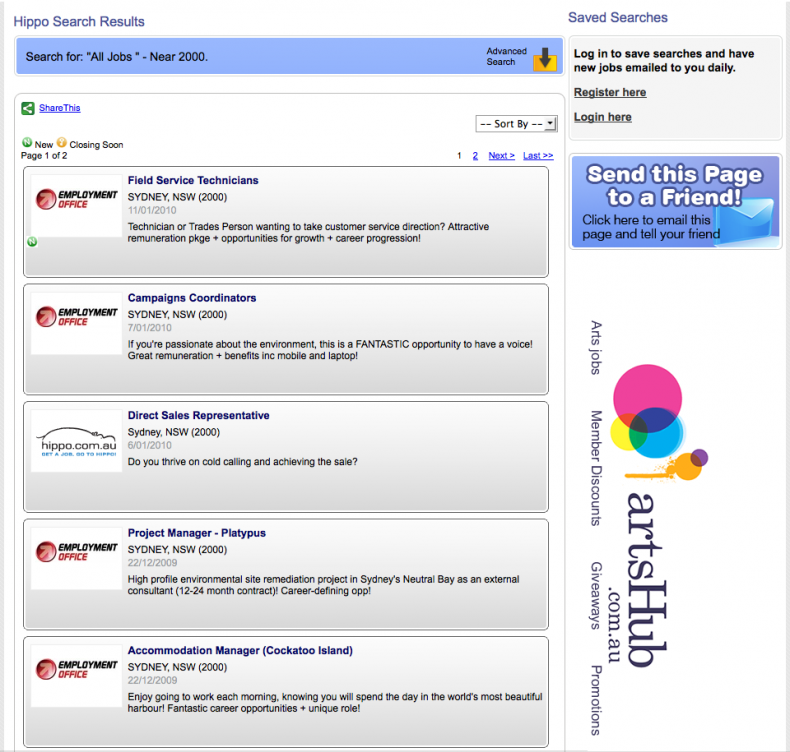 Hippo Search Results
Search for: "All Jobs " - Near 2000.
Advanced
Search
ShareThis
-- Sort By --
N New ? Closing Soon
Page 1 of 2
1 2 Next > Last >>
EMPLOYMENT
OFFICE
N
Field Service Technicians
SYDNEY, NSW (2000)
11/01/2010
Technician or Trades Person wanting to take customer service direction? Attractive
remuneration pkge + opportunities for growth + career progression!
EMPLOYMENT
OFFICE
Campaigns Coordinators
SYDNEY, NSW (2000)
7/01/2010
If you're passionate about the environment, this is a FANTASTIC opportunity to have a voice!
Great remuneration + benefits inc mobile and laptop!
hippo.com.au
GET A JOB, GO TO HIPPO!
Direct Sales Representative
Sydney, NSW (2000)
6/01/2010
Do you thrive on cold calling and achieving the sale?
EMPLOYMENT
OFFICE
Project Manager - Platypus
SYDNEY, NSW (2000)
22/12/2009
High profile environmental site remediation project in Sydney's Neutral Bay as an external
consultant (12-24 month contract)! Career-defining opp!
EMPLOYMENT
OFFICE
Accommodation Manager (Cockatoo Island)
SYDNEY, NSW (2000)
22/12/2009
Enjoy going to work each morning, knowing you will spend the day in the world's most beautiful
harbour! Fantastic career opportunities + unique role!
Saved Searches
Log in to save searches and have
new jobs emailed to you daily.
Register here
Login here
Send this Page
to a Friend!
Click here to email this
page and tell your friend
artsHub
.com.au
Arts jobs
Member Discounts
Giveaways
Promotions